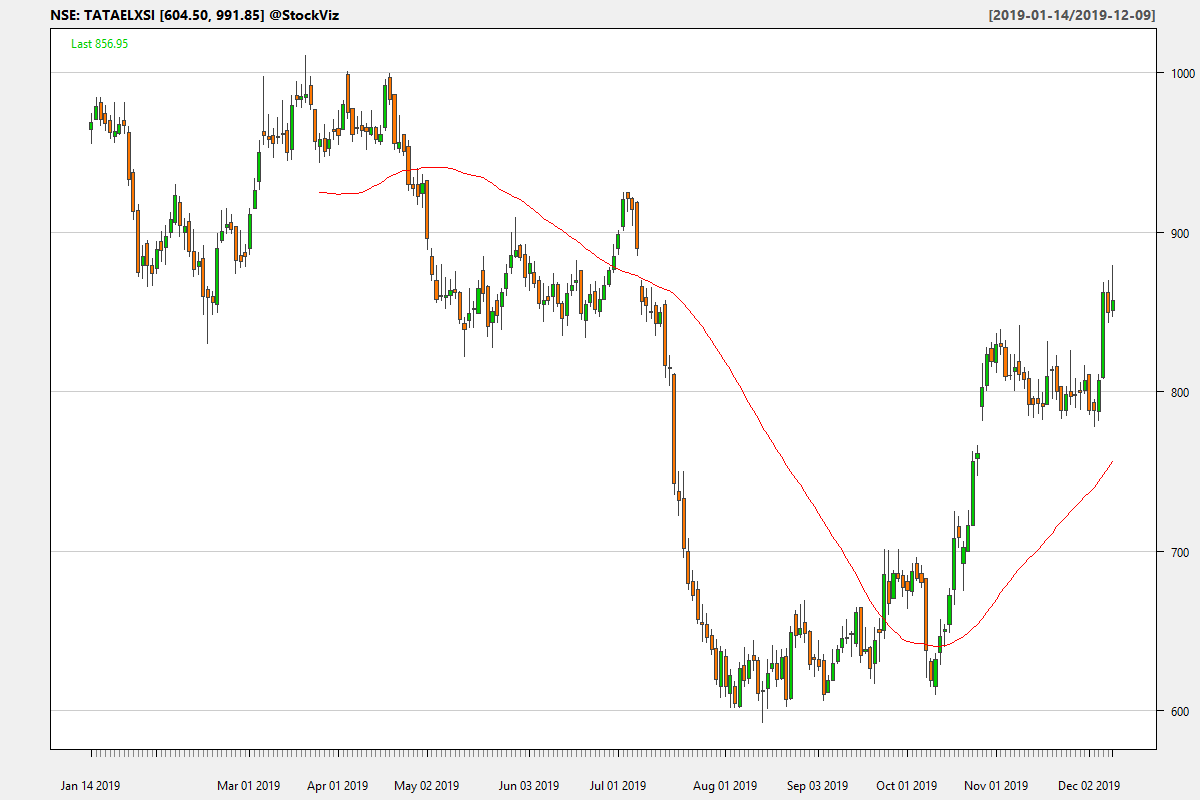 NSE: TATAELXSI [604.50, 991.85] @StockViz [2019-01-14/2019-12-09]
Last 856.95
1000
900
800
700
600
Jan 14 2019 Mar 01 2019 Apr 01 2019 May 02 2019 Jun 03 2019 Jul 01 2019 Aug 01 2019 Sep 03 2019 Oct 01 2019 Nov 01 2019 Dec 02 2019